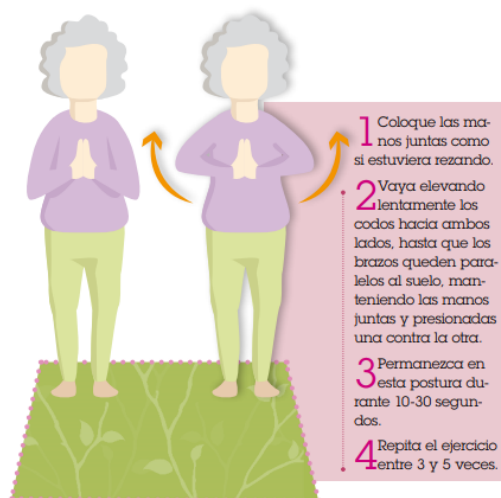 1 Coloque las ma-
nos juntas como
si estuviera rezando.
2 Vaya elevando
lentamente los
codos hacia ambos
lados, hasta que los
brazos queden para-
lelos al suelo, man-
teniendo las manos
juntas y presionadas
una contra la otra.
3 Permanezca en
esta postura du-
rante 10-30 segun-
dos.
4 Repita el ejercicio
entre 3 y 5 veces.